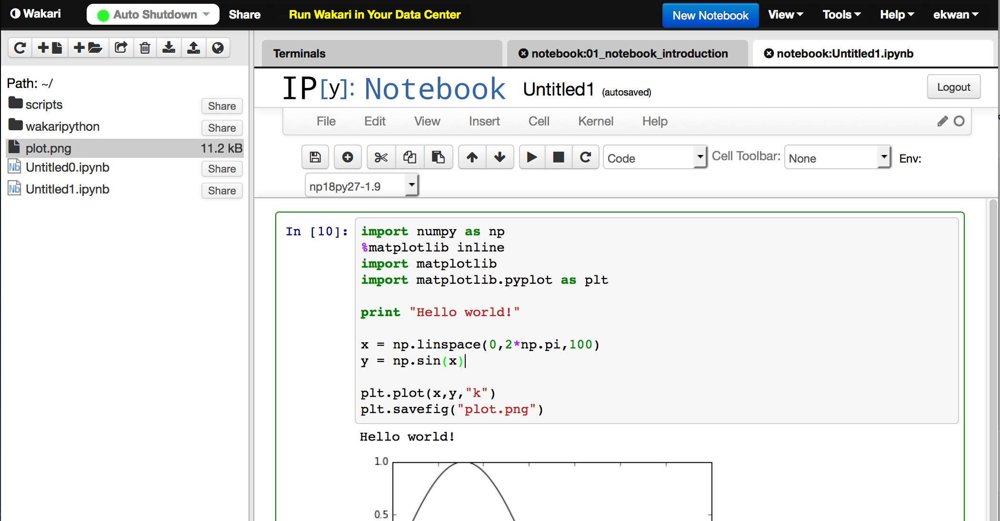 Wakari Auto Shutdown Share Run Wakari in Your Data Center New Notebook View Tools Help ekwan
Terminals notebook:01_notebook_introduction notebook:Untitled1.ipynb
Path: ~/
scripts Share
wakaripython Share
plot.png 11.2 kB
Nb Untitled0.ipynb Share
Nb Untitled1.ipynb Share
IP[y]: Notebook Untitled1 (autosaved) Logout
File Edit View Insert Cell Kernel Help
Code Cell Toolbar: None Env:
np18py27-1.9
In [10]: import numpy as np
%matplotlib inline
import matplotlib
import matplotlib.pyplot as plt
print "Hello world!"
x = np.linspace(0,2*np.pi,100)
y = np.sin(x)
plt.plot(x,y,"k")
plt.savefig("plot.png")
Hello world!
1.0
0.5